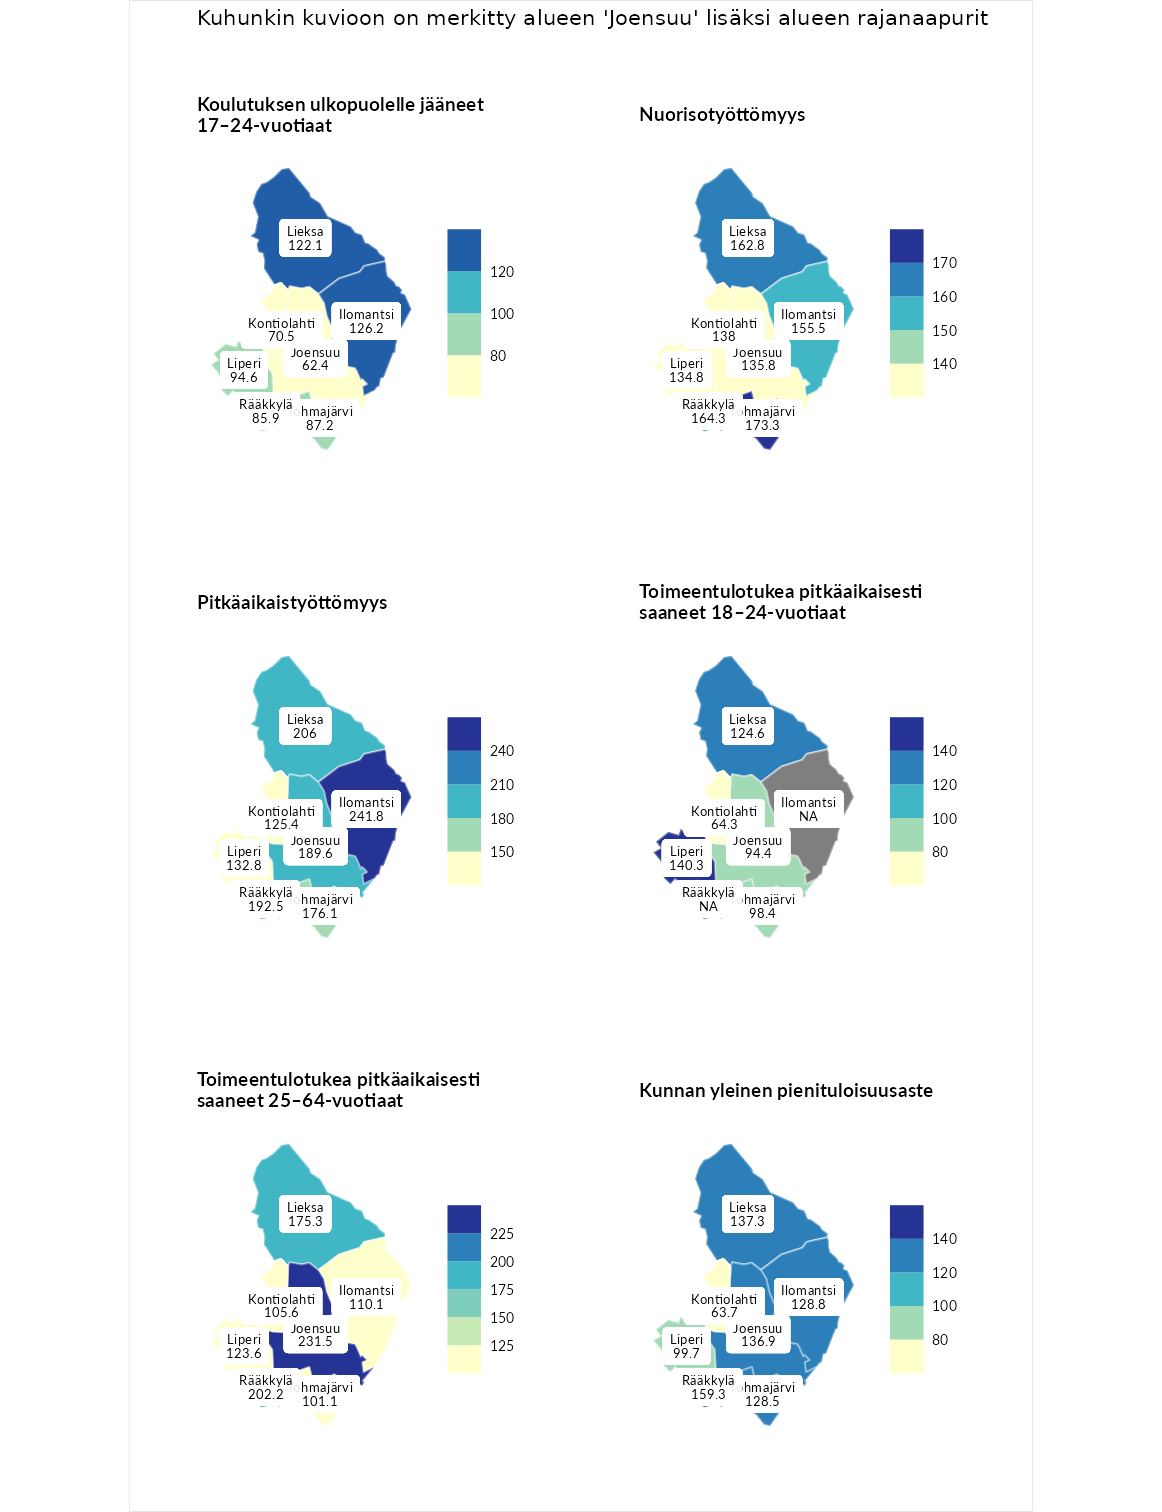 Kuhunkin kuvioon on merkitty alueen 'Joensuu' lisäksi alueen rajanaapurit
Koulutuksen ulkopuolelle jääneet
17–24-vuotiaat
Lieksa
122.1
Ilomantsi
126.2
Kontiolahti
70.5
Joensuu
62.4
Liperi
94.6
Rääkkylä
85.9
ohmajärvi
87.2
120
100
80
Nuorisotyöttömyys
Lieksa
162.8
Ilomantsi
155.5
Kontiolahti
138
Joensuu
135.8
Liperi
134.8
Rääkkylä
164.3
ohmajärvi
173.3
170
160
150
140
Pitkäaikaistyöttömyys
Lieksa
206
Ilomantsi
241.8
Kontiolahti
125.4
Joensuu
189.6
Liperi
132.8
Rääkkylä
192.5
ohmajärvi
176.1
240
210
180
150
Toimeentulotukea pitkäaikaisesti
saaneet 18–24-vuotiaat
Lieksa
124.6
Ilomantsi
NA
Kontiolahti
64.3
Joensuu
94.4
Liperi
140.3
Rääkkylä
NA
ohmajärvi
98.4
140
120
100
80
Toimeentulotukea pitkäaikaisesti
saaneet 25–64-vuotiaat
Lieksa
175.3
Ilomantsi
110.1
Kontiolahti
105.6
Joensuu
231.5
Liperi
123.6
Rääkkylä
202.2
ohmajärvi
101.1
225
200
175
150
125
Kunnan yleinen pienituloisuusaste
Lieksa
137.3
Ilomantsi
128.8
Kontiolahti
63.7
Joensuu
136.9
Liperi
99.7
Rääkkylä
159.3
ohmajärvi
128.5
140
120
100
80